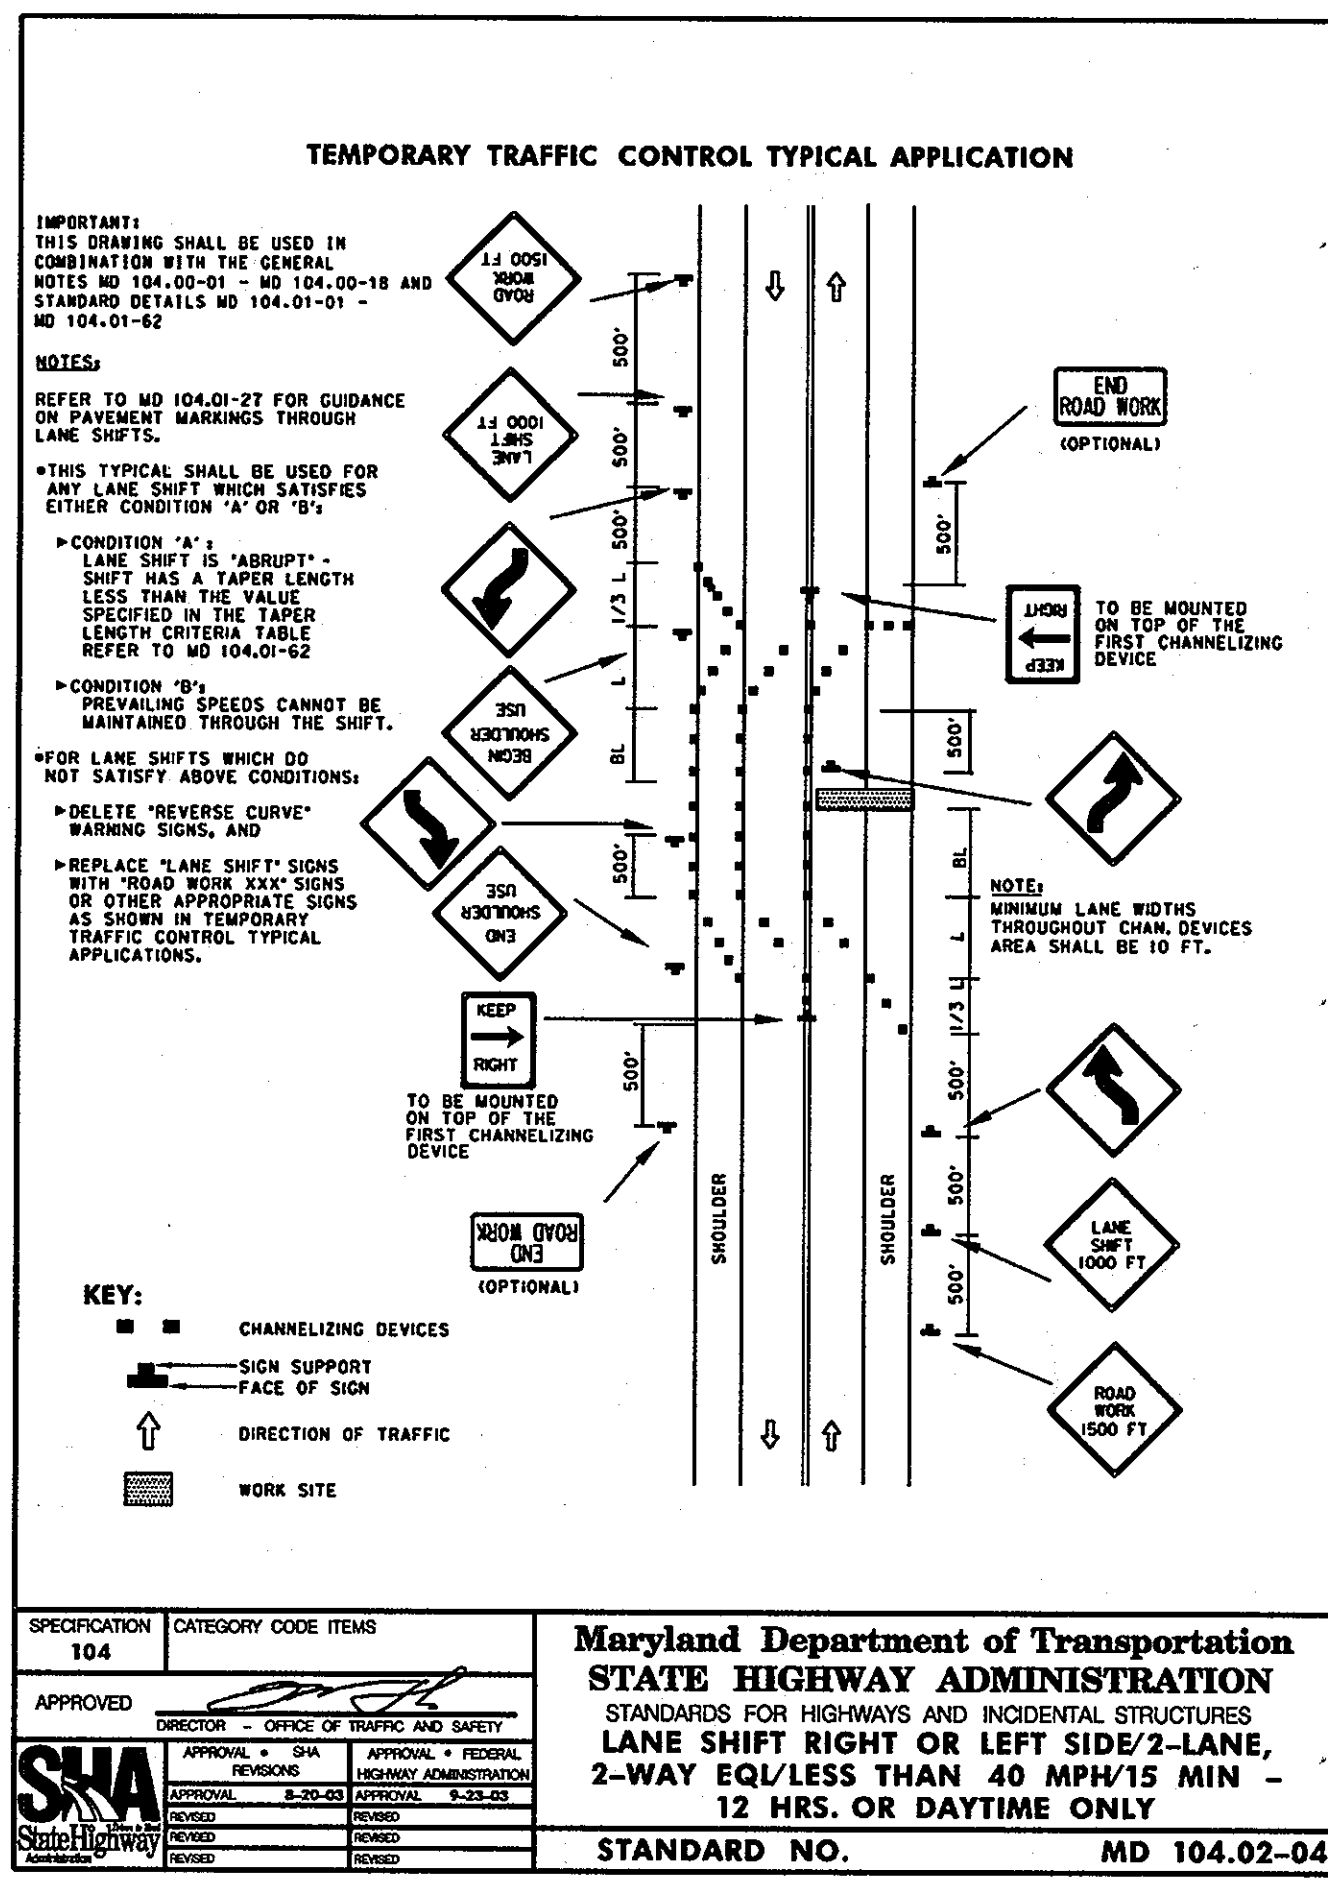 TEMPORARY TRAFFIC CONTROL TYPICAL APPLICATION
IMPORTANT:
THIS DRAWING SHALL BE USED IN
COMBINATION WITH THE GENERAL
NOTES MD 104.00-01 - MD 104.00-18 AND
STANDARD DETAILS MD 104.01-01 -
MD 104.01-62
NOTES:
REFER TO MD 104.01-27 FOR GUIDANCE
ON PAVEMENT MARKINGS THROUGH
LANE SHIFTS.
•THIS TYPICAL SHALL BE USED FOR
ANY LANE SHIFT WHICH SATISFIES
EITHER CONDITION 'A' OR 'B':
►CONDITION 'A' :
LANE SHIFT IS "ABRUPT" -
SHIFT HAS A TAPER LENGTH
LESS THAN THE VALUE
SPECIFIED IN THE TAPER
LENGTH CRITERIA TABLE
REFER TO MD 104.01-62
►CONDITION 'B':
PREVAILING SPEEDS CANNOT BE
MAINTAINED THROUGH THE SHIFT.
•FOR LANE SHIFTS WHICH DO
NOT SATISFY ABOVE CONDITIONS:
►DELETE "REVERSE CURVE"
WARNING SIGNS, AND
►REPLACE "LANE SHIFT" SIGNS
WITH "ROAD WORK XXX" SIGNS
OR OTHER APPROPRIATE SIGNS
AS SHOWN IN TEMPORARY
TRAFFIC CONTROL TYPICAL
APPLICATIONS.
ROAD
WORK
1500 FT
LANE
SHIFT
1000 FT
BEGIN
SHOULDER
USE
END
SHOULDER
USE
KEEP
RIGHT
TO BE MOUNTED
ON TOP OF THE
FIRST CHANNELIZING
DEVICE
END
ROAD WORK
(OPTIONAL)
500'
500'
500'
1/3 L
L
BL
500'
500'
SHOULDER
SHOULDER
END
ROAD WORK
(OPTIONAL)
500'
KEEP
RIGHT
TO BE MOUNTED
ON TOP OF THE
FIRST CHANNELIZING
DEVICE
500'
BL
NOTE:
MINIMUM LANE WIDTHS
THROUGHOUT CHAN. DEVICES
AREA SHALL BE 10 FT.
L
1/3 L
500'
500'
500'
LANE
SHIFT
1000 FT
ROAD
WORK
1500 FT
KEY:
CHANNELIZING DEVICES
SIGN SUPPORT
FACE OF SIGN
DIRECTION OF TRAFFIC
WORK SITE
SPECIFICATION
104
CATEGORY CODE ITEMS
APPROVED
DIRECTOR - OFFICE OF TRAFFIC AND SAFETY
SHA
State Highway
Administration
APPROVAL • SHA
REVISIONS
APPROVAL • FEDERAL
HIGHWAY ADMINISTRATION
APPROVAL 8-20-03
APPROVAL 9-23-03
REVISED
REVISED
REVISED
REVISED
REVISED
REVISED
Maryland Department of Transportation
STATE HIGHWAY ADMINISTRATION
STANDARDS FOR HIGHWAYS AND INCIDENTAL STRUCTURES
LANE SHIFT RIGHT OR LEFT SIDE/2-LANE,
2-WAY EQL/LESS THAN 40 MPH/15 MIN -
12 HRS. OR DAYTIME ONLY
STANDARD NO. MD 104.02-04